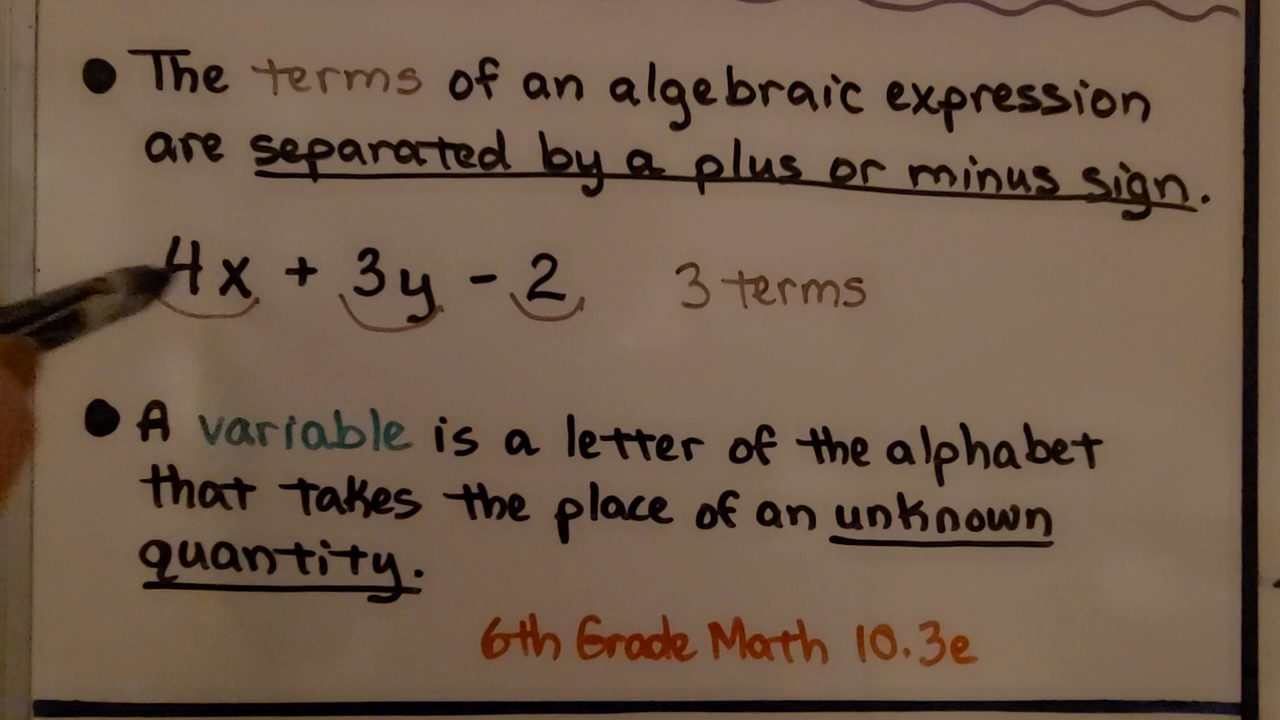 • The terms of an algebraic expression
are separated by a plus or minus sign.
4x + 3y - 2 3 terms
• A variable is a letter of the alphabet
that takes the place of an unknown
quantity.
6th Grade Math 10.3e